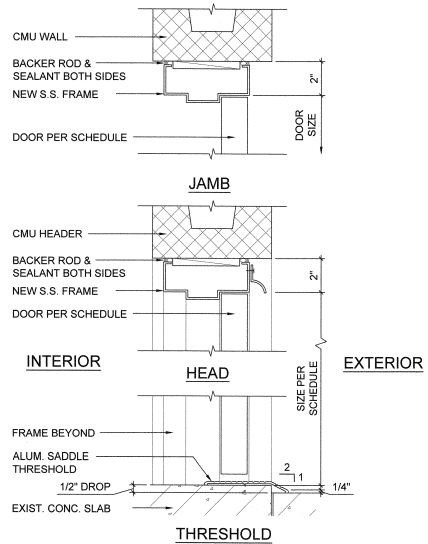 CMU WALL
BACKER ROD &
SEALANT BOTH SIDES
NEW S.S. FRAME
DOOR PER SCHEDULE
2"
DOOR
SIZE
JAMB
CMU HEADER
BACKER ROD &
SEALANT BOTH SIDES
NEW S.S. FRAME
DOOR PER SCHEDULE
2"
INTERIOR
HEAD
SIZE PER
SCHEDULE
EXTERIOR
FRAME BEYOND
ALUM. SADDLE
THRESHOLD
2
1
1/2" DROP
1/4"
EXIST. CONC. SLAB
THRESHOLD